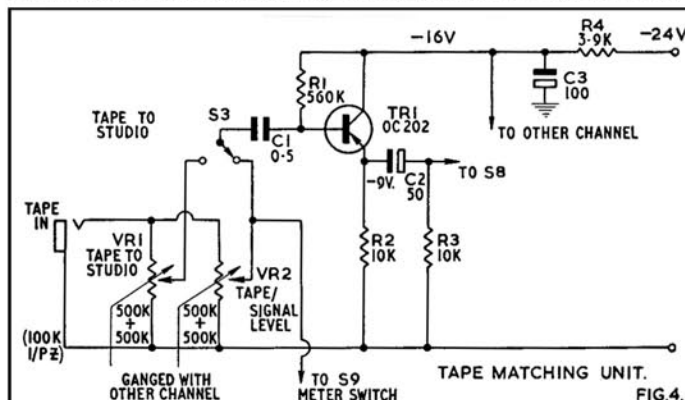 -16V
R4
3·9K
-24V
R1
560K
C3
100
TAPE TO
STUDIO
S3
C1
0·5
TR1
OC202
TO OTHER CHANNEL
-9V.
C2
50
TO S8
TAPE
IN
VR1
TAPE TO
STUDIO
VR2
TAPE/
SIGNAL
LEVEL
R2
10K
R3
10K
500K
+
500K
500K
+
500K
(100K
I/P Z)
GANGED WITH
OTHER CHANNEL
TO S9
METER SWITCH
TAPE MATCHING UNIT.
FIG.4.